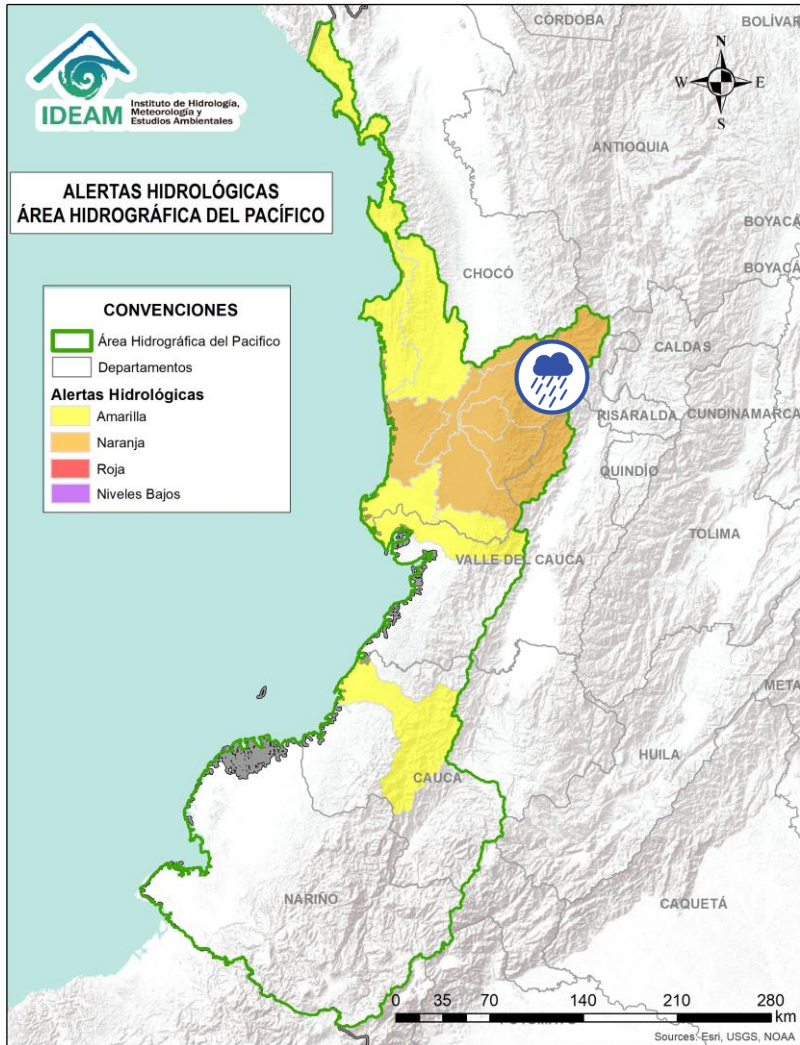 CÓRDOBA
BOLÍVAR
N
W
E
S
IDEAM
Instituto de Hidrología,
Meteorología y
Estudios Ambientales
ANTIOQUIA
ALERTAS HIDROLÓGICAS
ÁREA HIDROGRÁFICA DEL PACÍFICO
BOYACÁ
BOYACÁ
CHOCÓ
CONVENCIONES
Área Hidrográfica del Pacifico
Departamentos
Alertas Hidrológicas
Amarilla
Naranja
Roja
Niveles Bajos
CALDAS
RISARALDA
CUNDINAMARCA
QUINDÍO
TOLIMA
VALLE DEL CAUCA
META
HUILA
CAUCA
NARIÑO
CAQUETÁ
0 35 70 140 210 280
km
Sources: Esri, USGS, NOAA